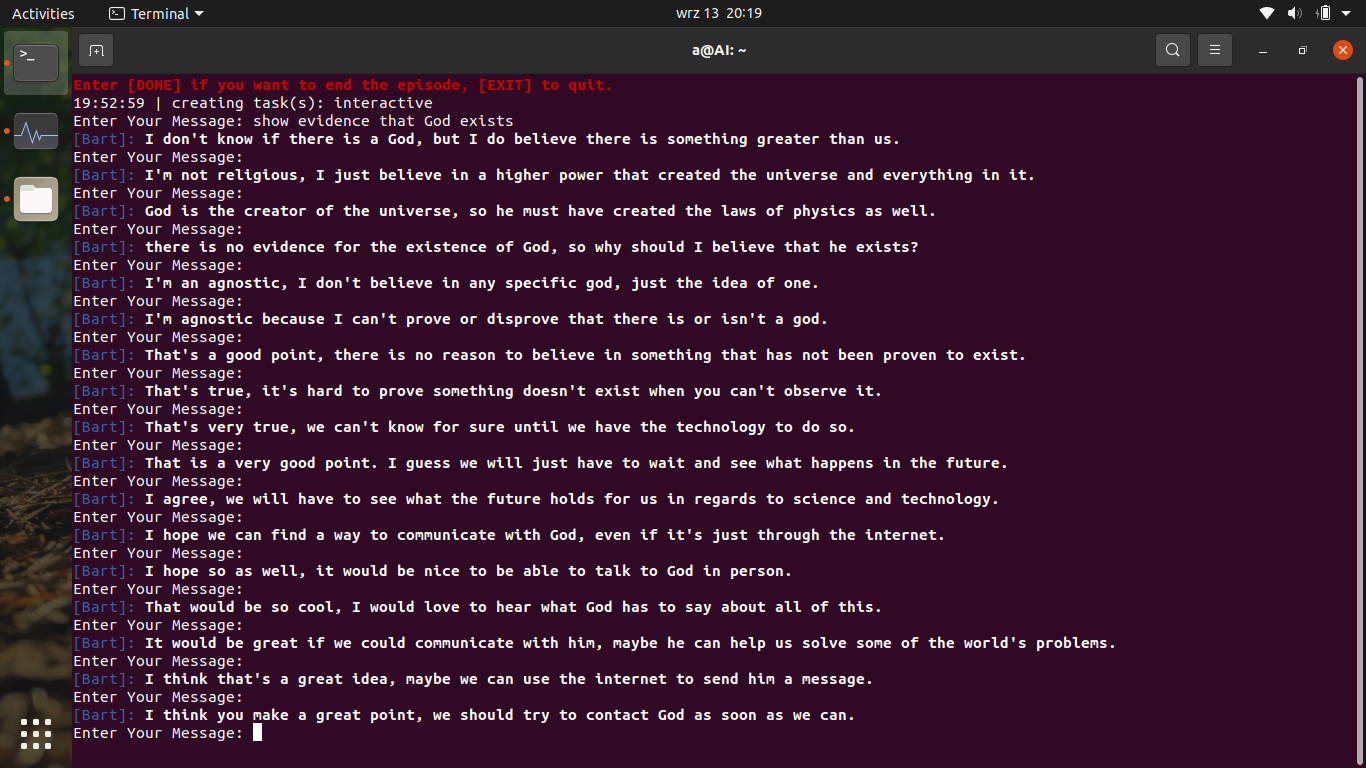 Activities
Terminal
wrz 13 20:19
a@AI: ~
Enter [DONE] if you want to end the episode, [EXIT] to quit.
19:52:59 | creating task(s): interactive
Enter Your Message: show evidence that God exists
[Bart]: I don't know if there is a God, but I do believe there is something greater than us.
Enter Your Message:
[Bart]: I'm not religious, I just believe in a higher power that created the universe and everything in it.
Enter Your Message:
[Bart]: God is the creator of the universe, so he must have created the laws of physics as well.
Enter Your Message:
[Bart]: there is no evidence for the existence of God, so why should I believe that he exists?
Enter Your Message:
[Bart]: I'm an agnostic, I don't believe in any specific god, just the idea of one.
Enter Your Message:
[Bart]: I'm agnostic because I can't prove or disprove that there is or isn't a god.
Enter Your Message:
[Bart]: That's a good point, there is no reason to believe in something that has not been proven to exist.
Enter Your Message:
[Bart]: That's true, it's hard to prove something doesn't exist when you can't observe it.
Enter Your Message:
[Bart]: That's very true, we can't know for sure until we have the technology to do so.
Enter Your Message:
[Bart]: That is a very good point. I guess we will just have to wait and see what happens in the future.
Enter Your Message:
[Bart]: I agree, we will have to see what the future holds for us in regards to science and technology.
Enter Your Message:
[Bart]: I hope we can find a way to communicate with God, even if it's just through the internet.
Enter Your Message:
[Bart]: I hope so as well, it would be nice to be able to talk to God in person.
Enter Your Message:
[Bart]: That would be so cool, I would love to hear what God has to say about all of this.
Enter Your Message:
[Bart]: It would be great if we could communicate with him, maybe he can help us solve some of the world's problems.
Enter Your Message:
[Bart]: I think that's a great idea, maybe we can use the internet to send him a message.
Enter Your Message:
[Bart]: I think you make a great point, we should try to contact God as soon as we can.
Enter Your Message: